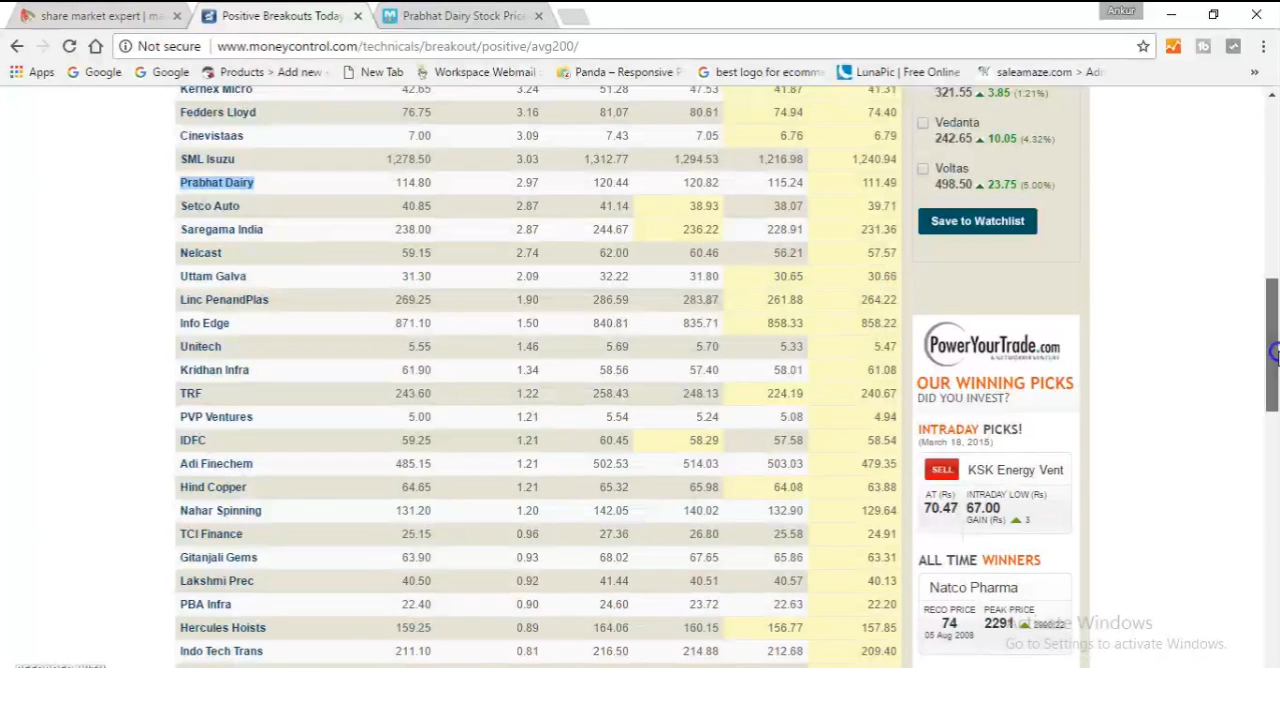 share market expert | ma
Positive Breakouts Today
Prabhat Dairy Stock Price
Ankur
Not secure
www.moneycontrol.com/technicals/breakout/positive/avg200/
Apps Google Google Products > Add new New Tab Workspace Webmail Panda – Responsive best logo for ecomm LunaPic | Free Online saleamaze.com > »
Kernex Micro 42.65 3.24 51.28 47.53 41.87 41.31
Fedders Lloyd 76.75 3.16 81.07 80.61 74.94 74.40
Cinevistaas 7.00 3.09 7.43 7.05 6.76 6.79
SML Isuzu 1,278.50 3.03 1,312.77 1,294.53 1,216.98 1,240.94
Prabhat Dairy 114.80 2.97 120.44 120.82 115.24 111.49
Setco Auto 40.85 2.87 41.14 38.93 38.07 39.71
Saregama India 238.00 2.87 244.67 236.22 228.91 231.36
Nelcast 59.15 2.74 62.00 60.46 56.21 57.57
Uttam Galva 31.30 2.09 32.22 31.80 30.65 30.66
Linc PenandPlas 269.25 1.90 286.59 283.87 261.88 264.22
Info Edge 871.10 1.50 840.81 835.71 858.33 858.22
Unitech 5.55 1.46 5.69 5.70 5.33 5.47
Kridhan Infra 61.90 1.34 58.56 57.40 58.01 61.08
TRF 243.60 1.22 258.43 248.13 224.19 240.67
PVP Ventures 5.00 1.21 5.54 5.24 5.08 4.94
IDFC 59.25 1.21 60.45 58.29 57.58 58.54
Adi Finechem 485.15 1.21 502.53 514.03 503.03 479.35
Hind Copper 64.65 1.21 65.32 65.98 64.08 63.88
Nahar Spinning 131.20 1.20 142.05 140.02 132.90 129.64
TCI Finance 25.15 0.96 27.36 26.80 25.58 24.91
Gitanjali Gems 63.90 0.93 68.02 67.65 65.86 63.31
Lakshmi Prec 40.50 0.92 41.44 40.51 40.57 40.13
PBA Infra 22.40 0.90 24.60 23.72 22.63 22.20
Hercules Hoists 159.25 0.89 164.06 160.15 156.77 157.85
Indo Tech Trans 211.10 0.81 216.50 214.88 212.68 209.40
321.55 3.85 (1.21%)
Vedanta
242.65 10.05 (4.32%)
Voltas
498.50 23.75 (5.00%)
Save to Watchlist
PowerYourTrade.com
OUR WINNING PICKS
DID YOU INVEST?
INTRADAY PICKS!
(March 18, 2015)
SELL KSK Energy Vent
AT (Rs) INTRADAY LOW (Rs)
70.47 67.00
GAIN (Rs) 3
ALL TIME WINNERS
Natco Pharma
RECO PRICE PEAK PRICE
74 2291
05 Aug 2008
Activate Windows
Go to Settings to activate Windows.